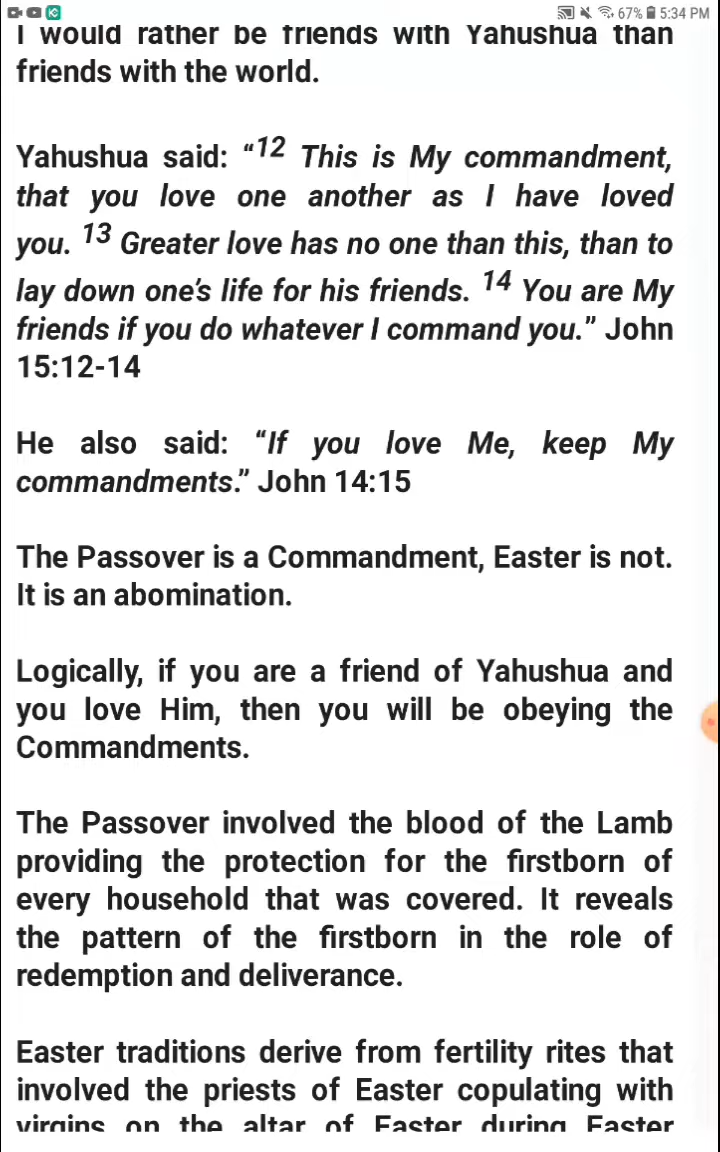 67% 5:34 PM
I would rather be friends with Yahushua than
friends with the world.
Yahushua said: “12 This is My commandment,
that you love one another as I have loved
you. 13 Greater love has no one than this, than to
lay down one’s life for his friends. 14 You are My
friends if you do whatever I command you.” John
15:12-14
He also said: “If you love Me, keep My
commandments.” John 14:15
The Passover is a Commandment, Easter is not.
It is an abomination.
Logically, if you are a friend of Yahushua and
you love Him, then you will be obeying the
Commandments.
The Passover involved the blood of the Lamb
providing the protection for the firstborn of
every household that was covered. It reveals
the pattern of the firstborn in the role of
redemption and deliverance.
Easter traditions derive from fertility rites that
involved the priests of Easter copulating with
virgins on the altar of Easter during Easter